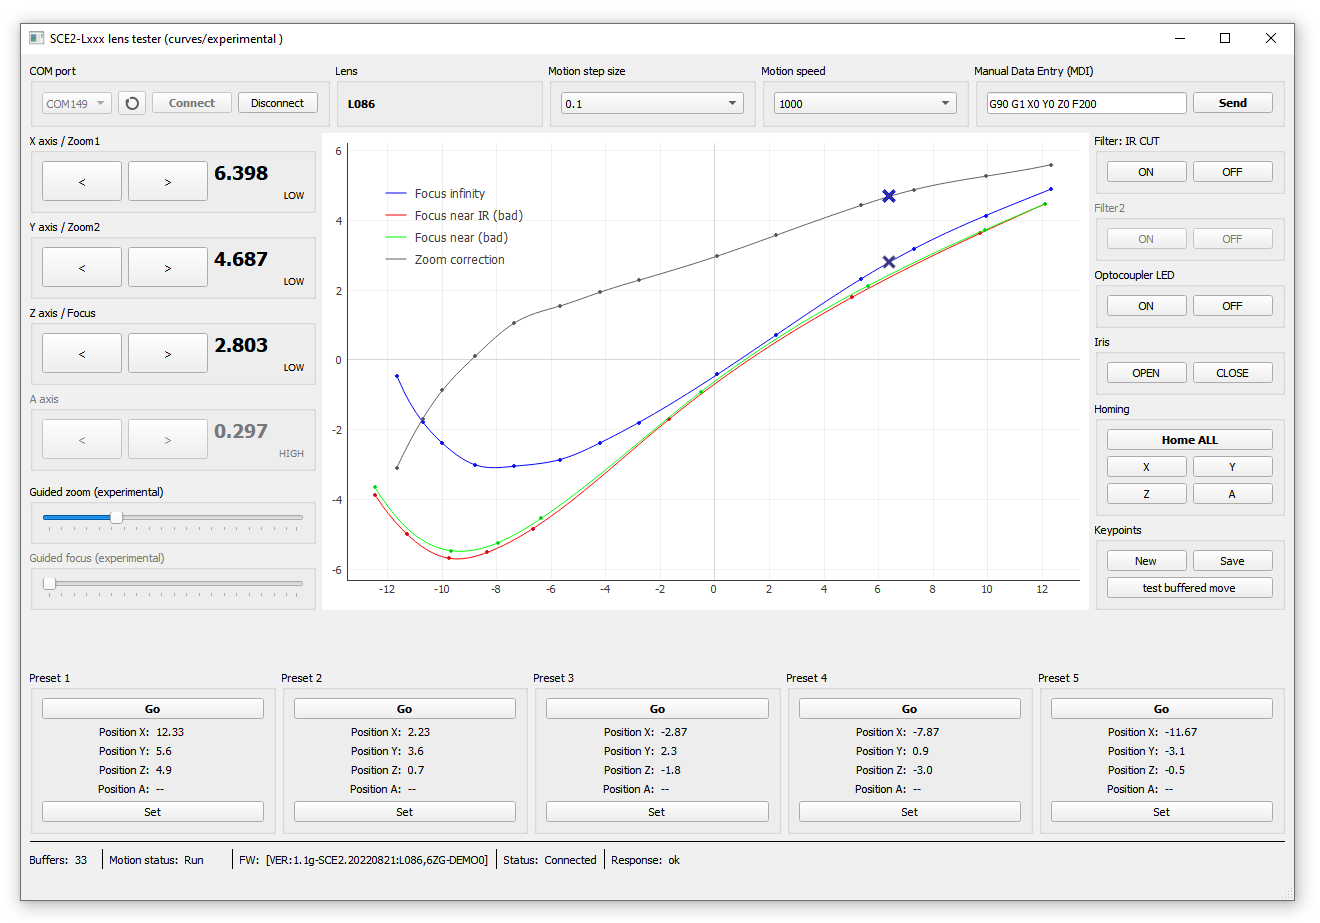 SCE2-Lxxx lens tester (curves/experimental )
COM port
Lens
Motion step size
Motion speed
Manual Data Entry (MDI)
COM149
Connect
Disconnect
L086
0.1
1000
G90 G1 X0 Y0 Z0 F200
Send
X axis / Zoom1
<
>
6.398
LOW
Y axis / Zoom2
<
>
4.687
LOW
Z axis / Focus
<
>
2.803
LOW
A axis
<
>
0.297
HIGH
Guided zoom (experimental)
Guided focus (experimental)
6
4
2
0
-2
-4
-6
Focus infinity
Focus near IR (bad)
Focus near (bad)
Zoom correction
-12 -10 -8 -6 -4 -2 0 2 4 6 8 10 12
Filter: IR CUT
ON OFF
Filter2
ON OFF
Optocoupler LED
ON OFF
Iris
OPEN CLOSE
Homing
Home ALL
X Y
Z A
Keypoints
New Save
test buffered move
Preset 1
Go
Position X: 12.33
Position Y: 5.6
Position Z: 4.9
Position A: --
Set
Preset 2
Go
Position X: 2.23
Position Y: 3.6
Position Z: 0.7
Position A: --
Set
Preset 3
Go
Position X: -2.87
Position Y: 2.3
Position Z: -1.8
Position A: --
Set
Preset 4
Go
Position X: -7.87
Position Y: 0.9
Position Z: -3.0
Position A: --
Set
Preset 5
Go
Position X: -11.67
Position Y: -3.1
Position Z: -0.5
Position A: --
Set
Buffers: 33
Motion status: Run
FW: [VER:1.1g-SCE2.20220821:L086,6ZG-DEMO0]
Status: Connected
Response: ok